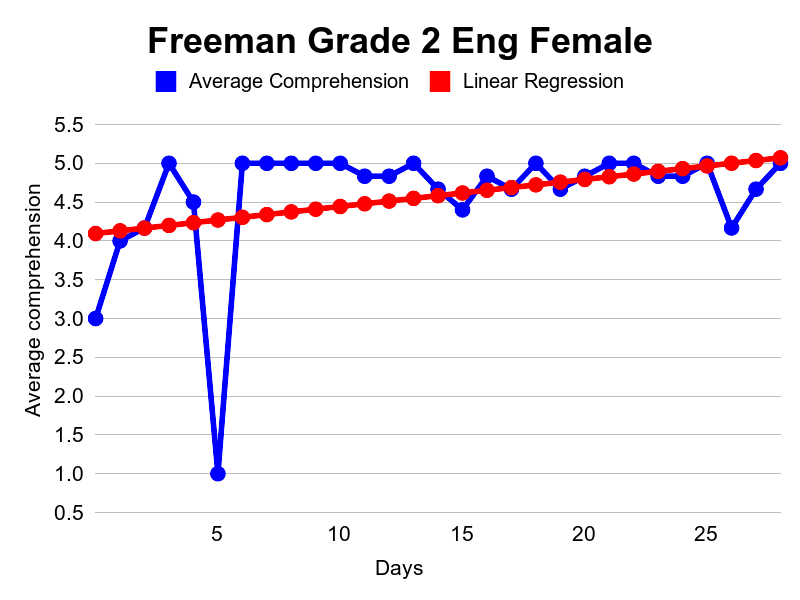 Freeman Grade 2 Eng Female
Average Comprehension Linear Regression
5.5
5.0
4.5
4.0
3.5
3.0
2.5
2.0
1.5
1.0
0.5
Average comprehension
5 10 15 20 25
Days